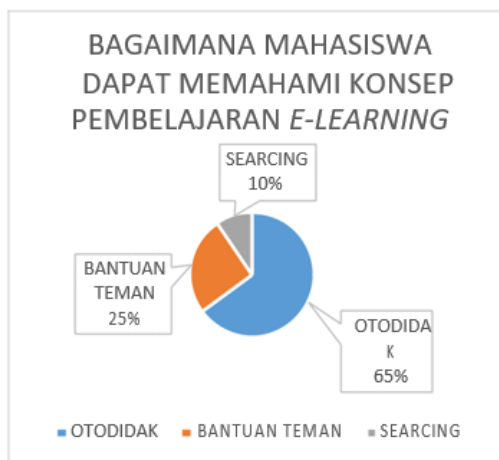 BAGAIMANA MAHASISWA
DAPAT MEMAHAMI KONSEP
PEMBELAJARAN E-LEARNING
SEARCING
10%
BANTUAN
TEMAN
25%
OTODIDA
K
65%
OTODIDAK
BANTUAN TEMAN
SEARCING